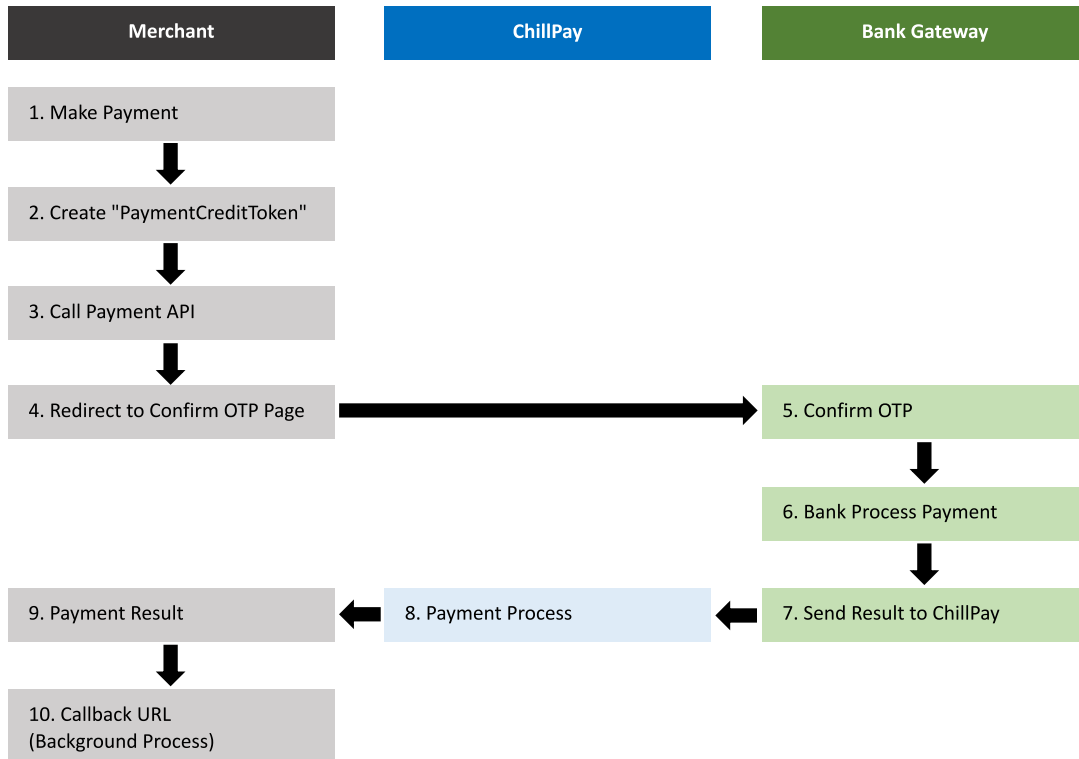 Merchant
ChillPay
Bank Gateway
1. Make Payment
2. Create "PaymentCreditToken"
3. Call Payment API
4. Redirect to Confirm OTP Page
5. Confirm OTP
6. Bank Process Payment
7. Send Result to ChillPay
8. Payment Process
9. Payment Result
10. Callback URL
(Background Process)